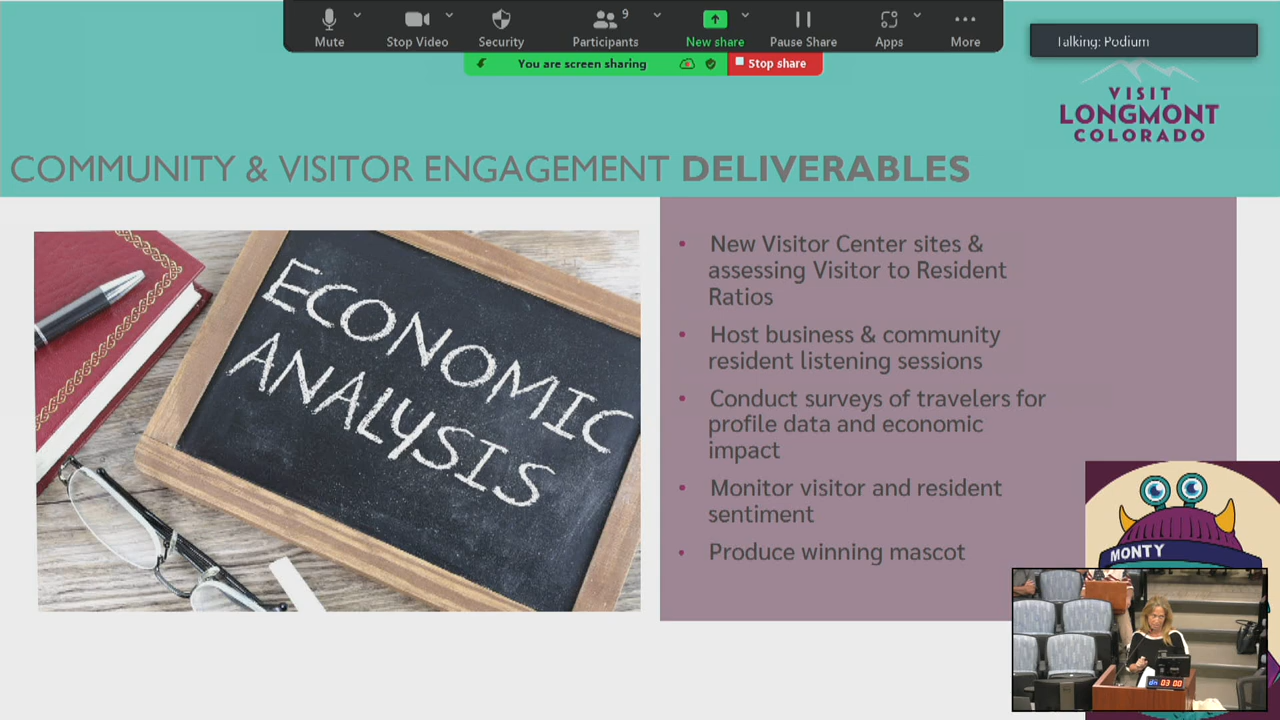 9
Mute
Stop Video
Security
Participants
New share
Pause Share
Apps
More
Talking: Podium
You are screen sharing
Stop share
VISIT
LONGMONT
COLORADO
COMMUNITY & VISITOR ENGAGEMENT DELIVERABLES
ECONOMIC
ANALYSIS
• New Visitor Center sites &
assessing Visitor to Resident
Ratios
• Host business & community
resident listening sessions
• Conduct surveys of travelers for
profile data and economic
impact
• Monitor visitor and resident
sentiment
• Produce winning mascot
MONTY
03 00